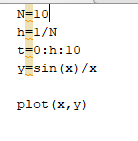 N=10
h=1/N
t=0:h:10
y=sin(x)/x
plot(x,y)